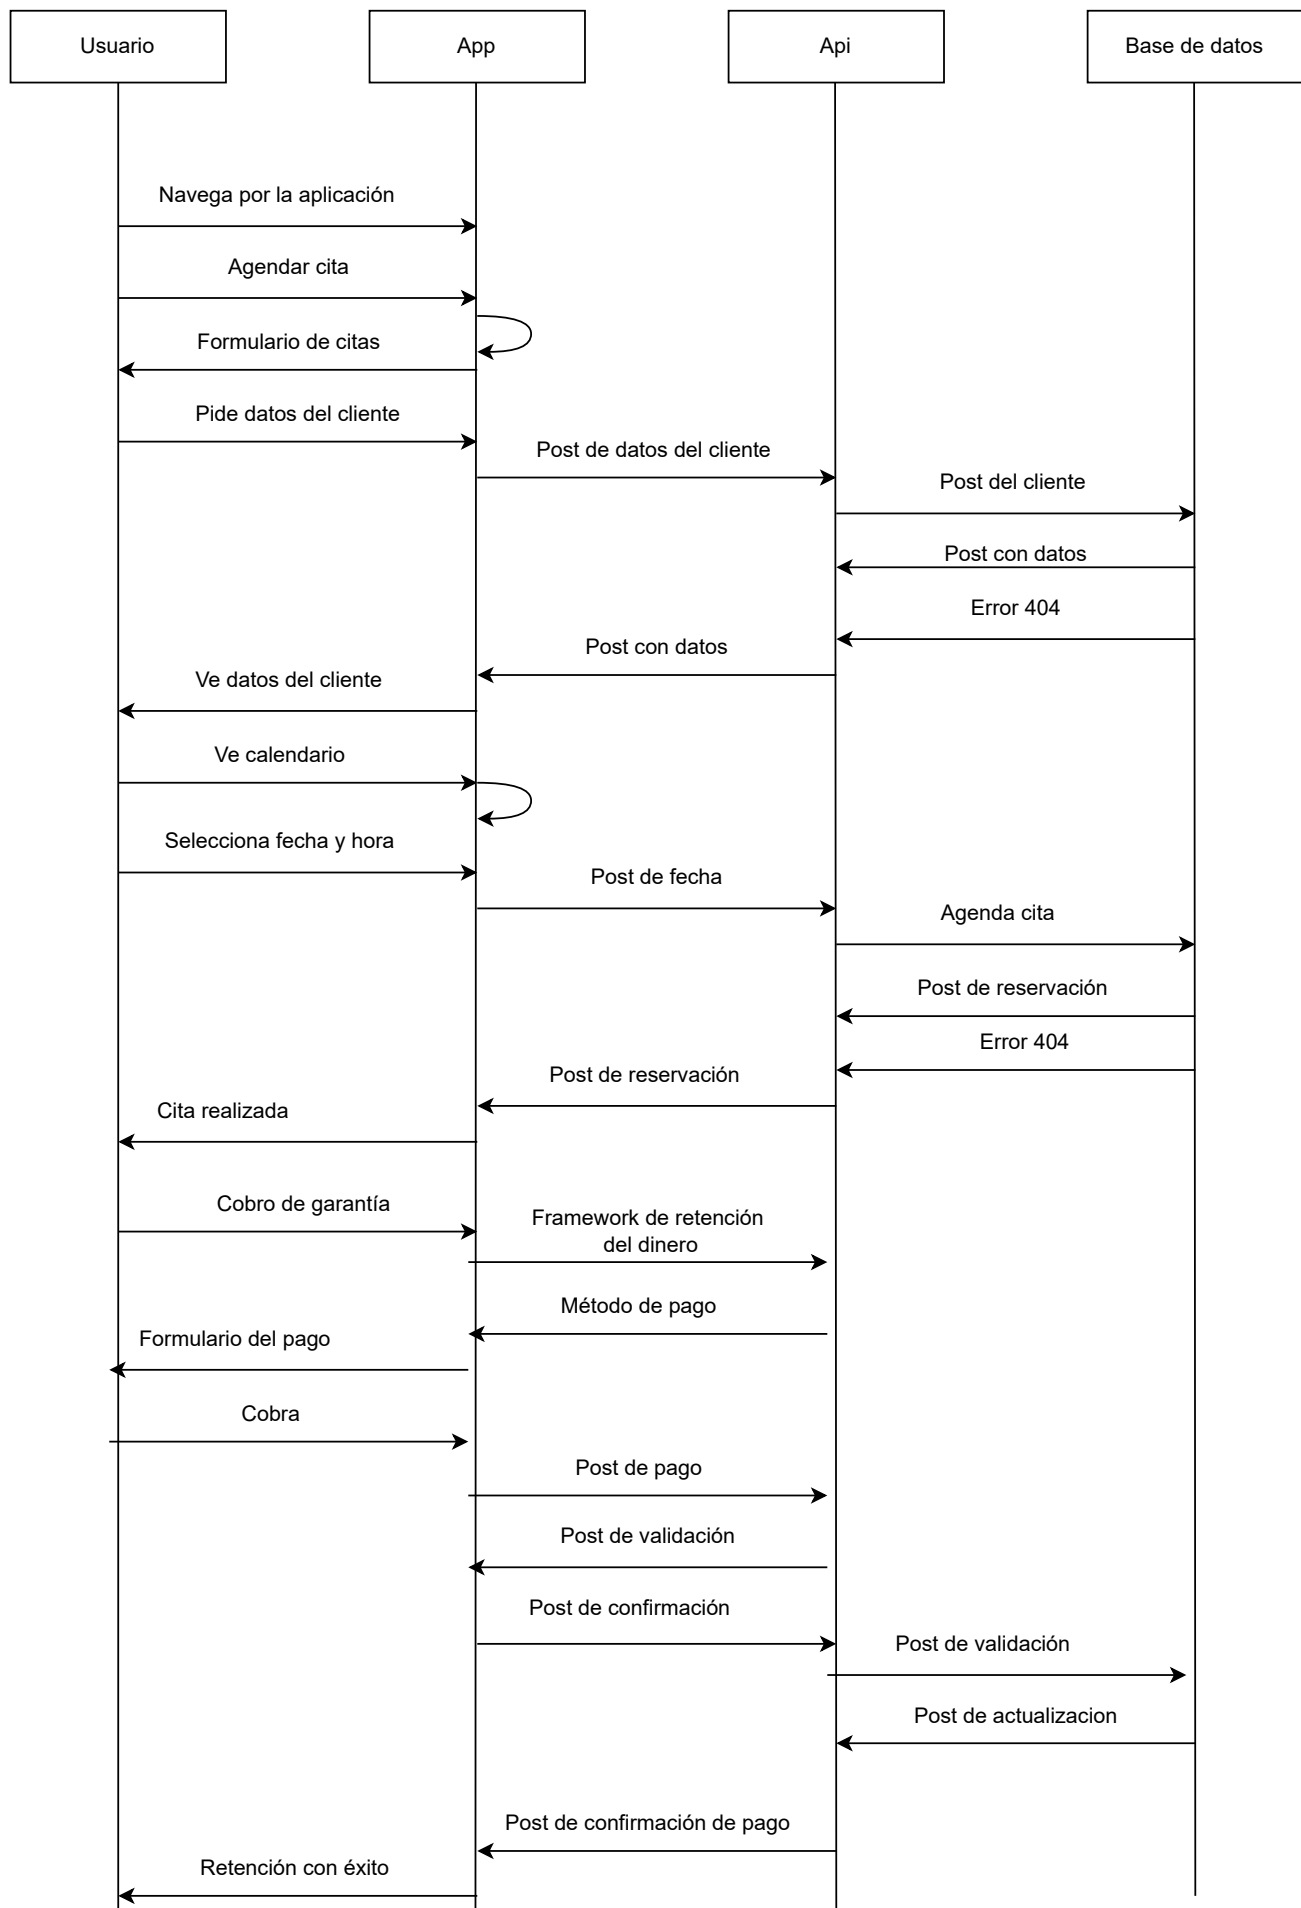 Usuario
App
Api
Base de datos
Navega por la aplicación
Agendar cita
Formulario de citas
Pide datos del cliente
Post de datos del cliente
Post del cliente
Post con datos
Error 404
Post con datos
Ve datos del cliente
Ve calendario
Selecciona fecha y hora
Post de fecha
Agenda cita
Post de reservación
Error 404
Post de reservación
Cita realizada
Cobro de garantía
Framework de retención
del dinero
Método de pago
Formulario del pago
Cobra
Post de pago
Post de validación
Post de confirmación
Post de validación
Post de actualizacion
Post de confirmación de pago
Retención con éxito